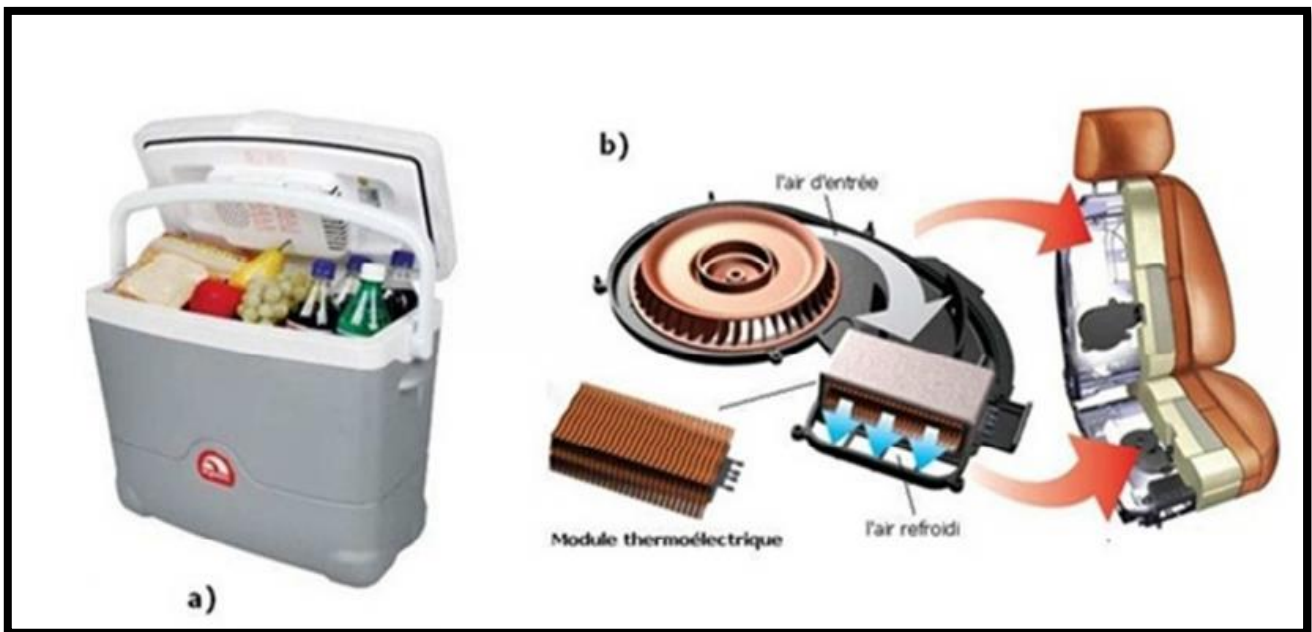 b)
l'air d'entrée
l'air refroidi
Module thermoélectrique
a)